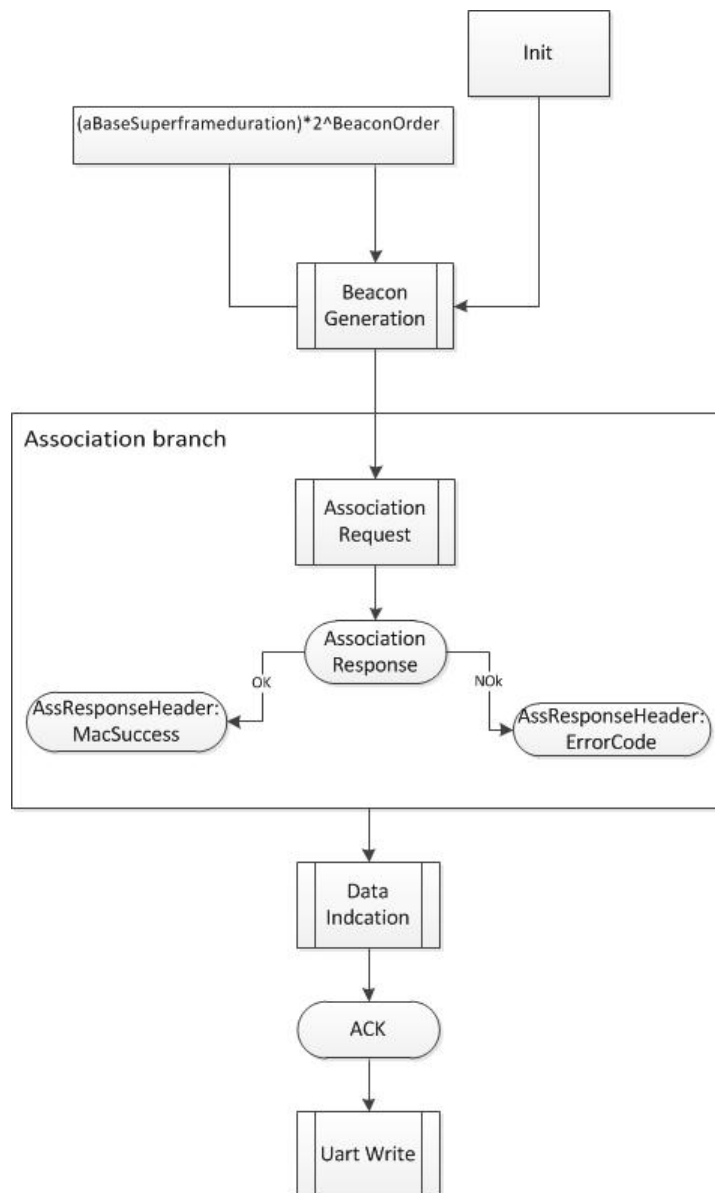 Init
(aBaseSuperframeduration)*2^BeaconOrder
Beacon
Generation
Association branch
Association
Request
Association
Response
OK
NOk
AssResponseHeader:
MacSuccess
AssResponseHeader:
ErrorCode
Data
Indcation
ACK
Uart Write